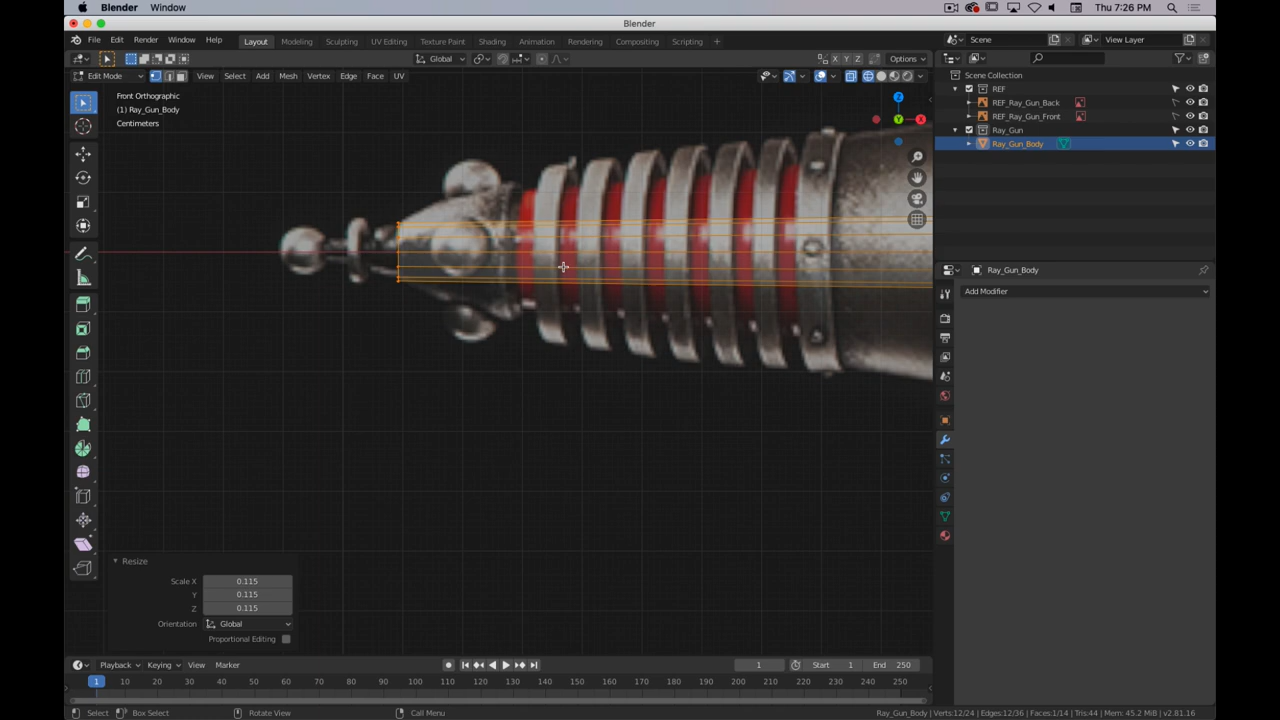 Blender Window Thu 7:26 PM
Blender
File Edit Render Window Help Layout Modeling Sculpting UV Editing Texture Paint Shading Animation Rendering Compositing Scripting + Scene View Layer
Global X Y Z Options
Edit Mode View Select Add Mesh Vertex Edge Face UV
Front Orthographic
(1) Ray_Gun_Body
Centimeters
Z
Y X
Scene Collection
REF
REF_Ray_Gun_Back
REF_Ray_Gun_Front
Ray_Gun
Ray_Gun_Body
Ray_Gun_Body
Add Modifier
Resize
Scale X 0.115
Y 0.115
Z 0.115
Orientation Global
Proportional Editing
Playback Keying View Marker 1 Start 1 End 250
1 10 20 30 40 50 60 70 80 90 100 110 120 130 140 150 160 170 180 190 200 210 220 230 240 250
Select Box Select Rotate View Call Menu Ray_Gun_Body | Verts:12/24 | Edges:12/36 | Faces:1/14 | Tris:44 | Mem: 45.2 MiB | v2.81.16